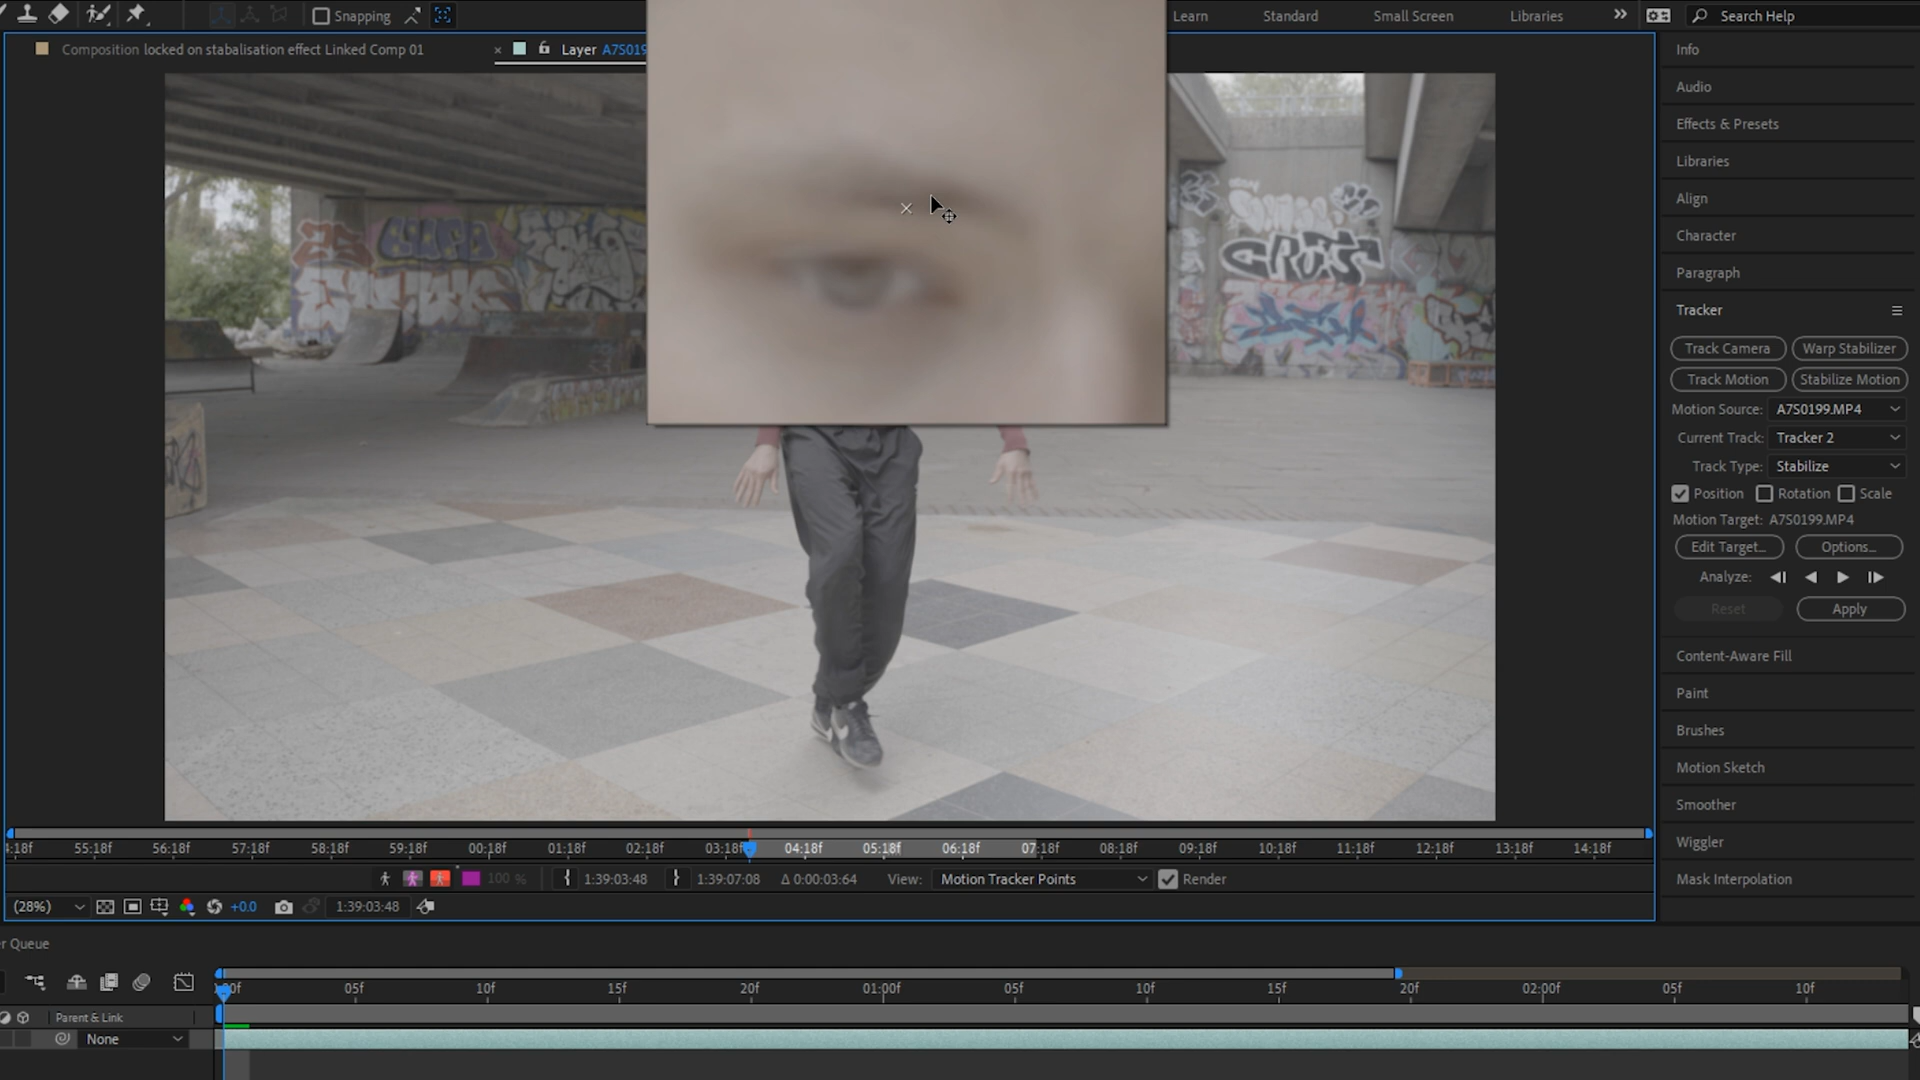 Snapping
Learn
Standard
Small Screen
Libraries
Search Help
Composition locked on stabalisation effect Linked Comp 01
Layer A7S019
Info
Audio
Effects & Presets
Libraries
Align
Character
Paragraph
Tracker
Track Camera Warp Stabilizer
Track Motion Stabilize Motion
Motion Source: A7S0199.MP4
Current Track: Tracker 2
Track Type: Stabilize
Position Rotation Scale
Motion Target: A7S0199.MP4
Edit Target... Options...
Analyze:
Reset Apply
Content-Aware Fill
Paint
Brushes
Motion Sketch
Smoother
Wiggler
Mask Interpolation
4:18f 55:18f 56:18f 57:18f 58:18f 59:18f 00:18f 01:18f 02:18f 03:18f 04:18f 05:18f 06:18f 07:18f 08:18f 09:18f 10:18f 11:18f 12:18f 13:18f 14:18f
100 % { 1:39:03:48 } 1:39:07:08 Δ 0:00:03:64 View: Motion Tracker Points Render
(28%) +0.0 1:39:03:48
r Queue
00f 05f 10f 15f 20f 01:00f 05f 10f 15f 20f 02:00f 05f 10f
Parent & Link
None